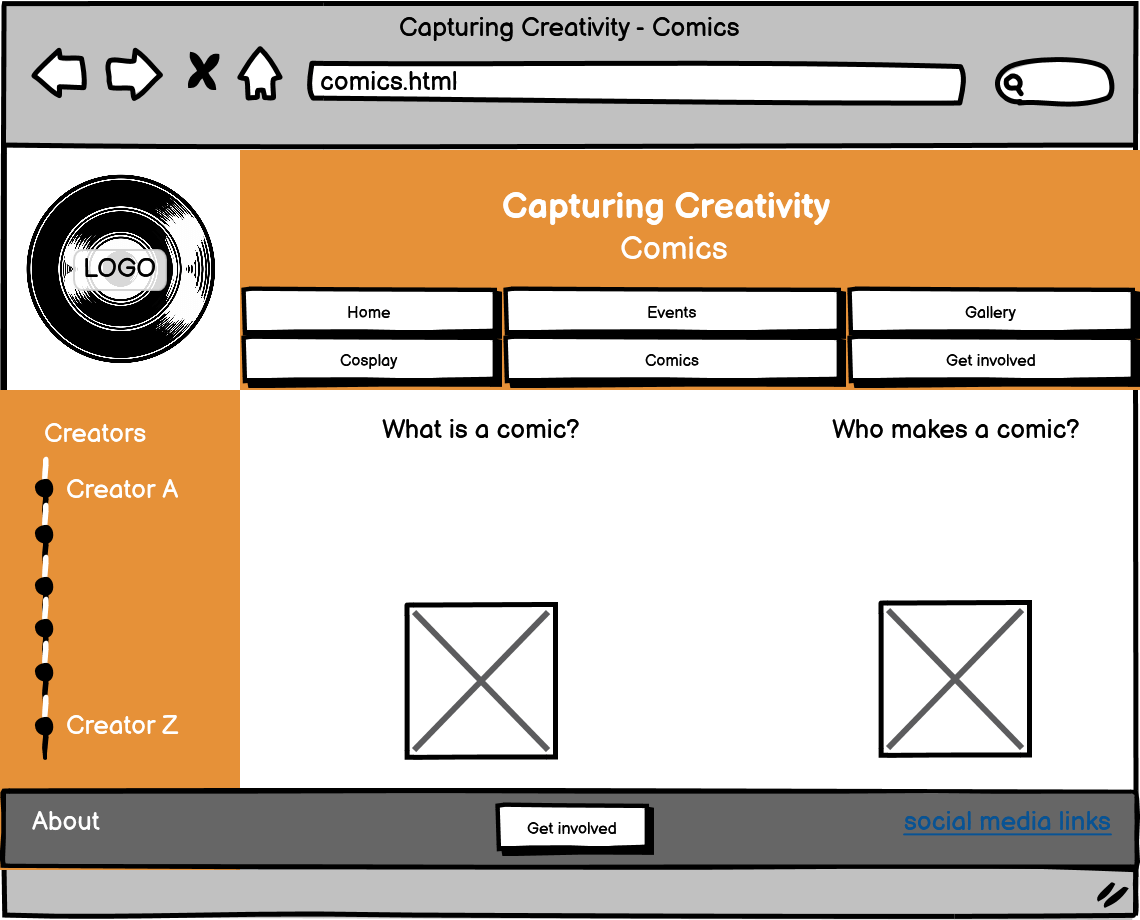 Capturing Creativity - Comics
comics.html
LOGO
Capturing Creativity
Comics
Home
Events
Gallery
Cosplay
Comics
Get involved
Creators
Creator A
Creator Z
What is a comic?
Who makes a comic?
About
Get involved
social media links